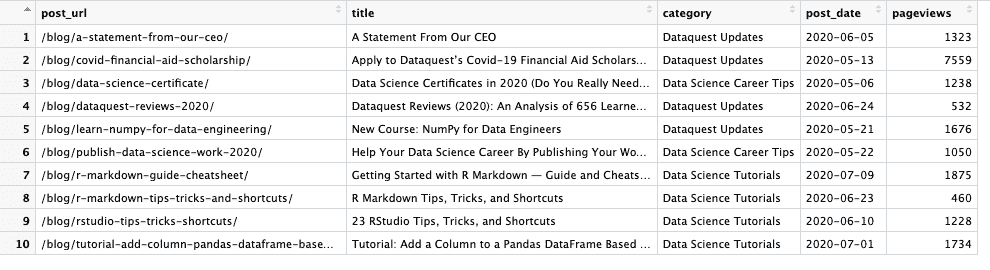 post_url title category post_date pageviews
1 /blog/a-statement-from-our-ceo/ A Statement From Our CEO Dataquest Updates 2020-06-05 1323
2 /blog/covid-financial-aid-scholarship/ Apply to Dataquest’s Covid-19 Financial Aid Scholars... Dataquest Updates 2020-05-13 7559
3 /blog/data-science-certificate/ Data Science Certificates in 2020 (Do You Really Need... Data Science Career Tips 2020-05-06 1238
4 /blog/dataquest-reviews-2020/ Dataquest Reviews (2020): An Analysis of 656 Learne... Dataquest Updates 2020-06-24 532
5 /blog/learn-numpy-for-data-engineering/ New Course: NumPy for Data Engineers Dataquest Updates 2020-05-21 1676
6 /blog/publish-data-science-work-2020/ Help Your Data Science Career By Publishing Your Wo... Data Science Career Tips 2020-05-22 1050
7 /blog/r-markdown-guide-cheatsheet/ Getting Started with R Markdown — Guide and Cheats... Data Science Tutorials 2020-07-09 1875
8 /blog/r-markdown-tips-tricks-and-shortcuts/ R Markdown Tips, Tricks, and Shortcuts Data Science Tutorials 2020-06-23 460
9 /blog/rstudio-tips-tricks-shortcuts/ 23 RStudio Tips, Tricks, and Shortcuts Data Science Tutorials 2020-06-10 1228
10 /blog/tutorial-add-column-pandas-dataframe-base... Tutorial: Add a Column to a Pandas DataFrame Based ... Data Science Tutorials 2020-07-01 1734